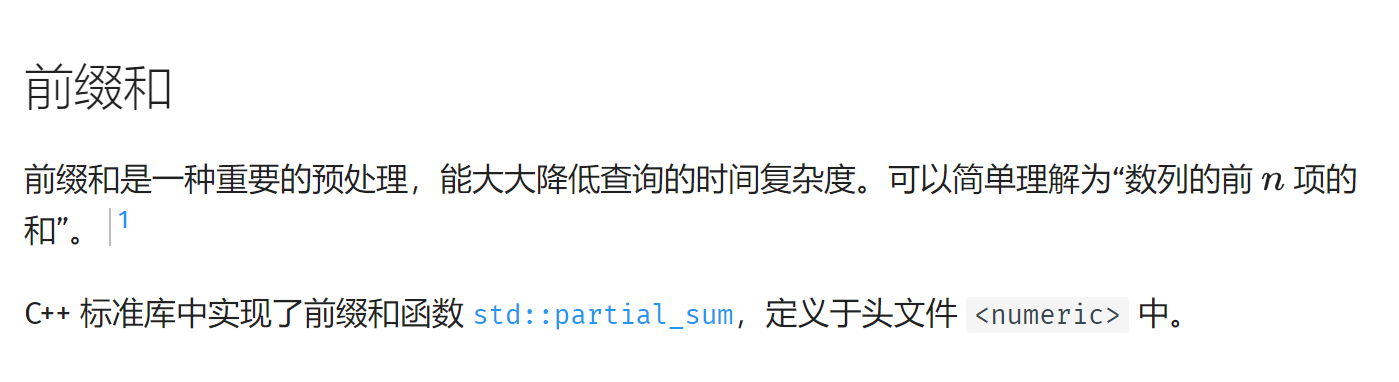 前缀和
前缀和是一种重要的预处理，能大大降低查询的时间复杂度。可以简单理解为“数列的前 n 项的
和”。1
C++ 标准库中实现了前缀和函数 std::partial_sum，定义于头文件 <numeric> 中。